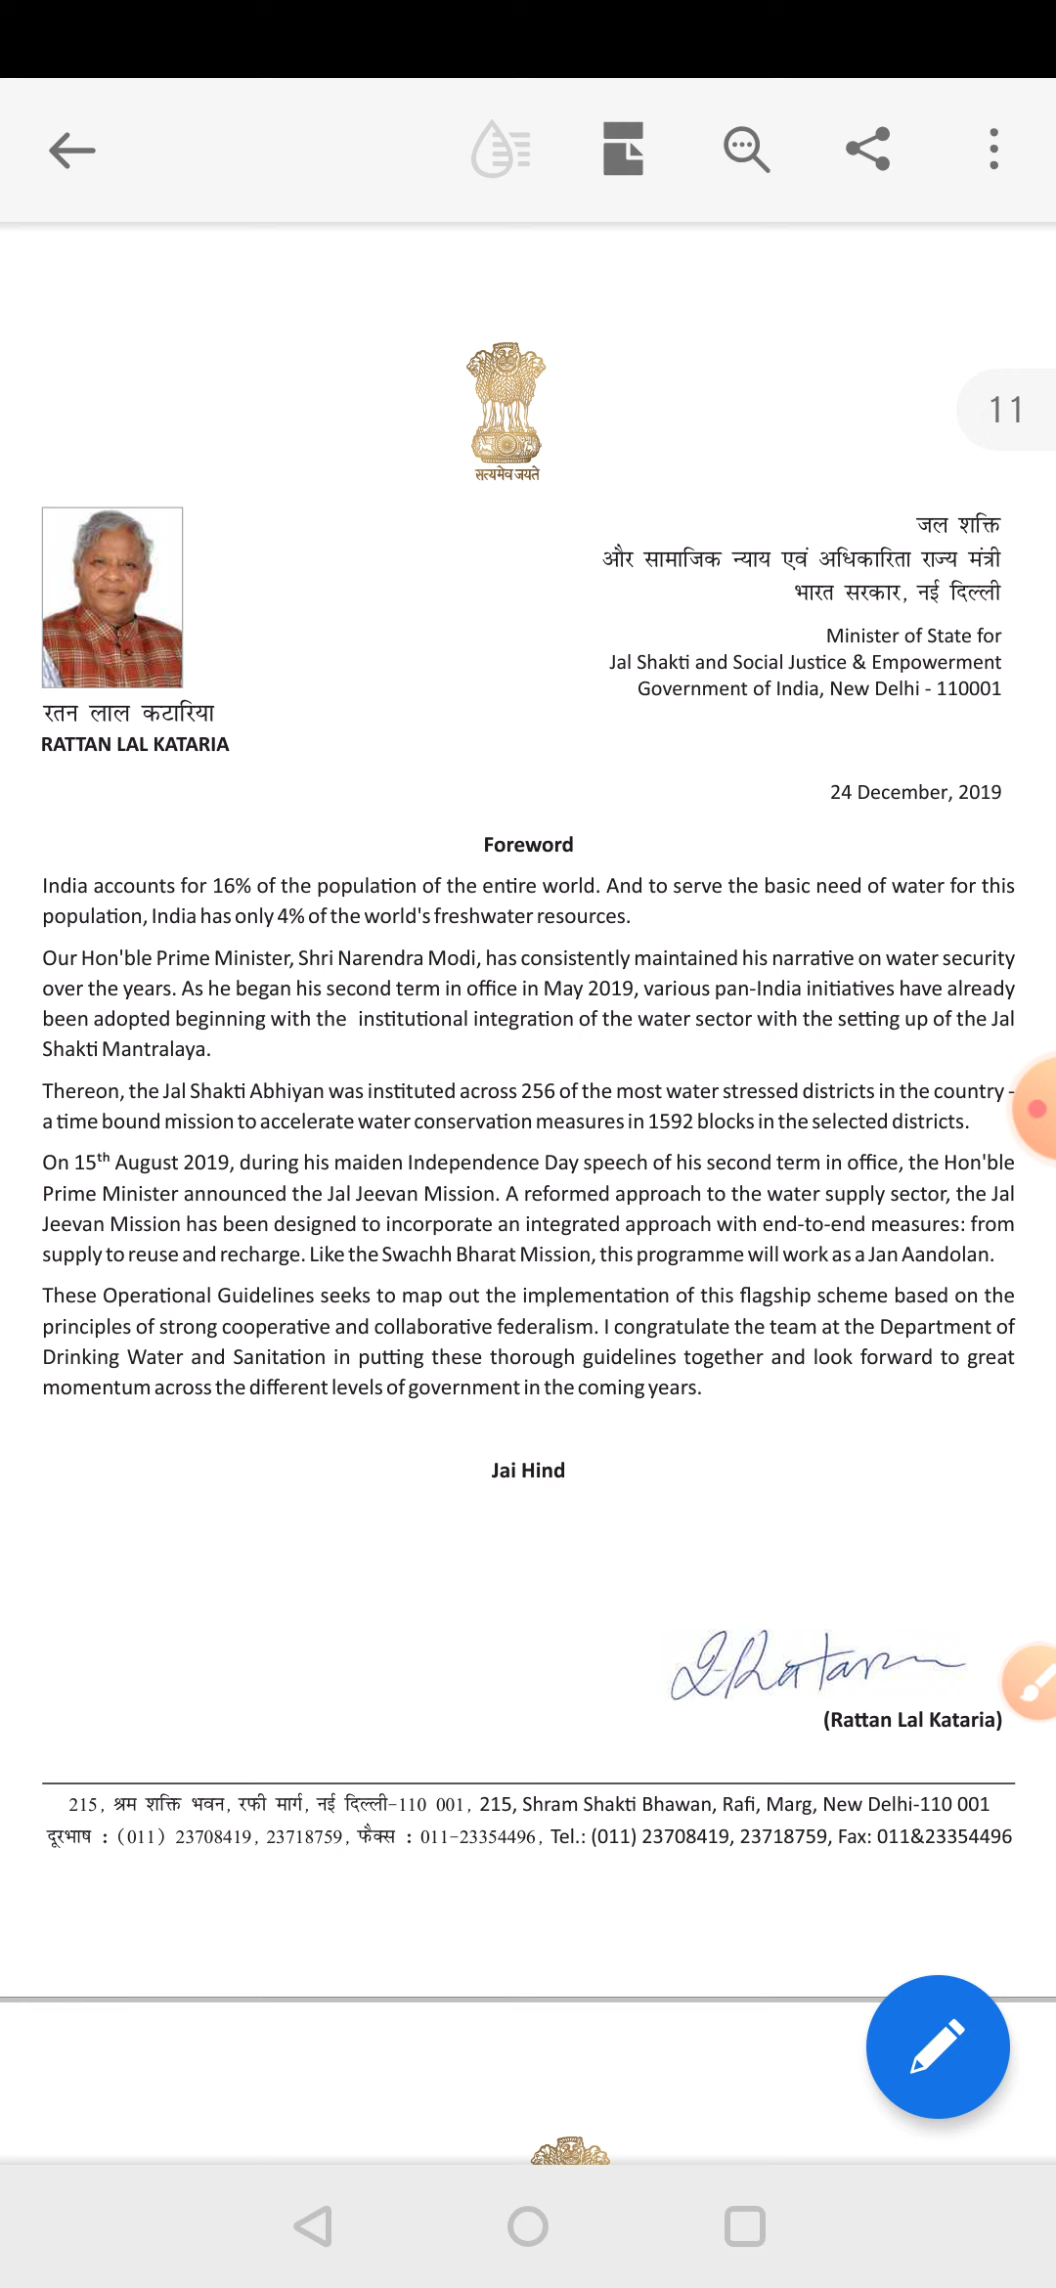 11
सत्यमेव जयते
जल शक्ति
और सामाजिक न्याय एवं अधिकारिता राज्य मंत्री
भारत सरकार, नई दिल्ली
Minister of State for
Jal Shakti and Social Justice & Empowerment
Government of India, New Delhi - 110001
रतन लाल कटारिया
RATTAN LAL KATARIA
24 December, 2019
Foreword
India accounts for 16% of the population of the entire world. And to serve the basic need of water for this
population, India has only 4% of the world's freshwater resources.
Our Hon'ble Prime Minister, Shri Narendra Modi, has consistently maintained his narrative on water security
over the years. As he began his second term in office in May 2019, various pan-India initiatives have already
been adopted beginning with the institutional integration of the water sector with the setting up of the Jal
Shakti Mantralaya.
Thereon, the Jal Shakti Abhiyan was instituted across 256 of the most water stressed districts in the country -
a time bound mission to accelerate water conservation measures in 1592 blocks in the selected districts.
On 15th August 2019, during his maiden Independence Day speech of his second term in office, the Hon'ble
Prime Minister announced the Jal Jeevan Mission. A reformed approach to the water supply sector, the Jal
Jeevan Mission has been designed to incorporate an integrated approach with end-to-end measures: from
supply to reuse and recharge. Like the Swachh Bharat Mission, this programme will work as a Jan Aandolan.
These Operational Guidelines seeks to map out the implementation of this flagship scheme based on the
principles of strong cooperative and collaborative federalism. I congratulate the team at the Department of
Drinking Water and Sanitation in putting these thorough guidelines together and look forward to great
momentum across the different levels of government in the coming years.
Jai Hind
(Rattan Lal Kataria)
215, श्रम शक्ति भवन, रफी मार्ग, नई दिल्ली-110 001, 215, Shram Shakti Bhawan, Rafi, Marg, New Delhi-110 001
दूरभाष : (011) 23708419, 23718759, फैक्स : 011-23354496, Tel.: (011) 23708419, 23718759, Fax: 011&23354496